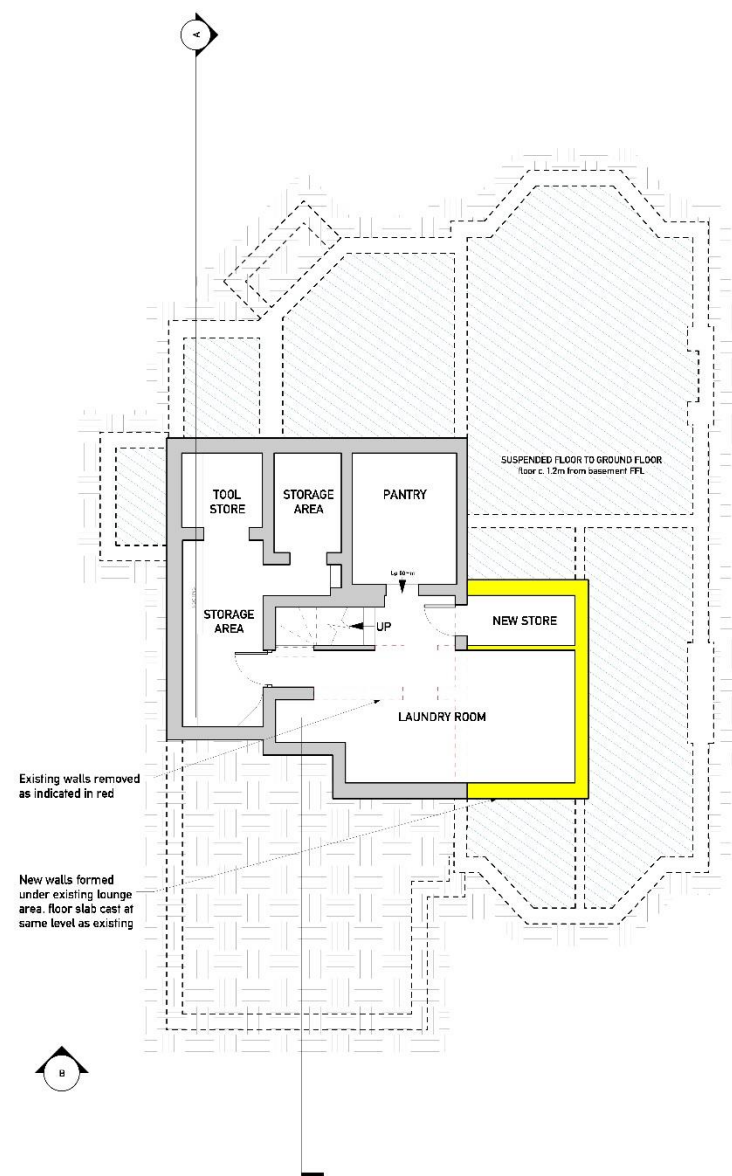 A
SUSPENDED FLOOR TO GROUND FLOOR
floor c. 1.2m from basement FFL
TOOL
STORE
STORAGE
AREA
PANTRY
STORAGE
AREA
UP
NEW STORE
LAUNDRY ROOM
Existing walls removed
as indicated in red
New walls formed
under existing lounge
area. floor slab cast at
same level as existing
B